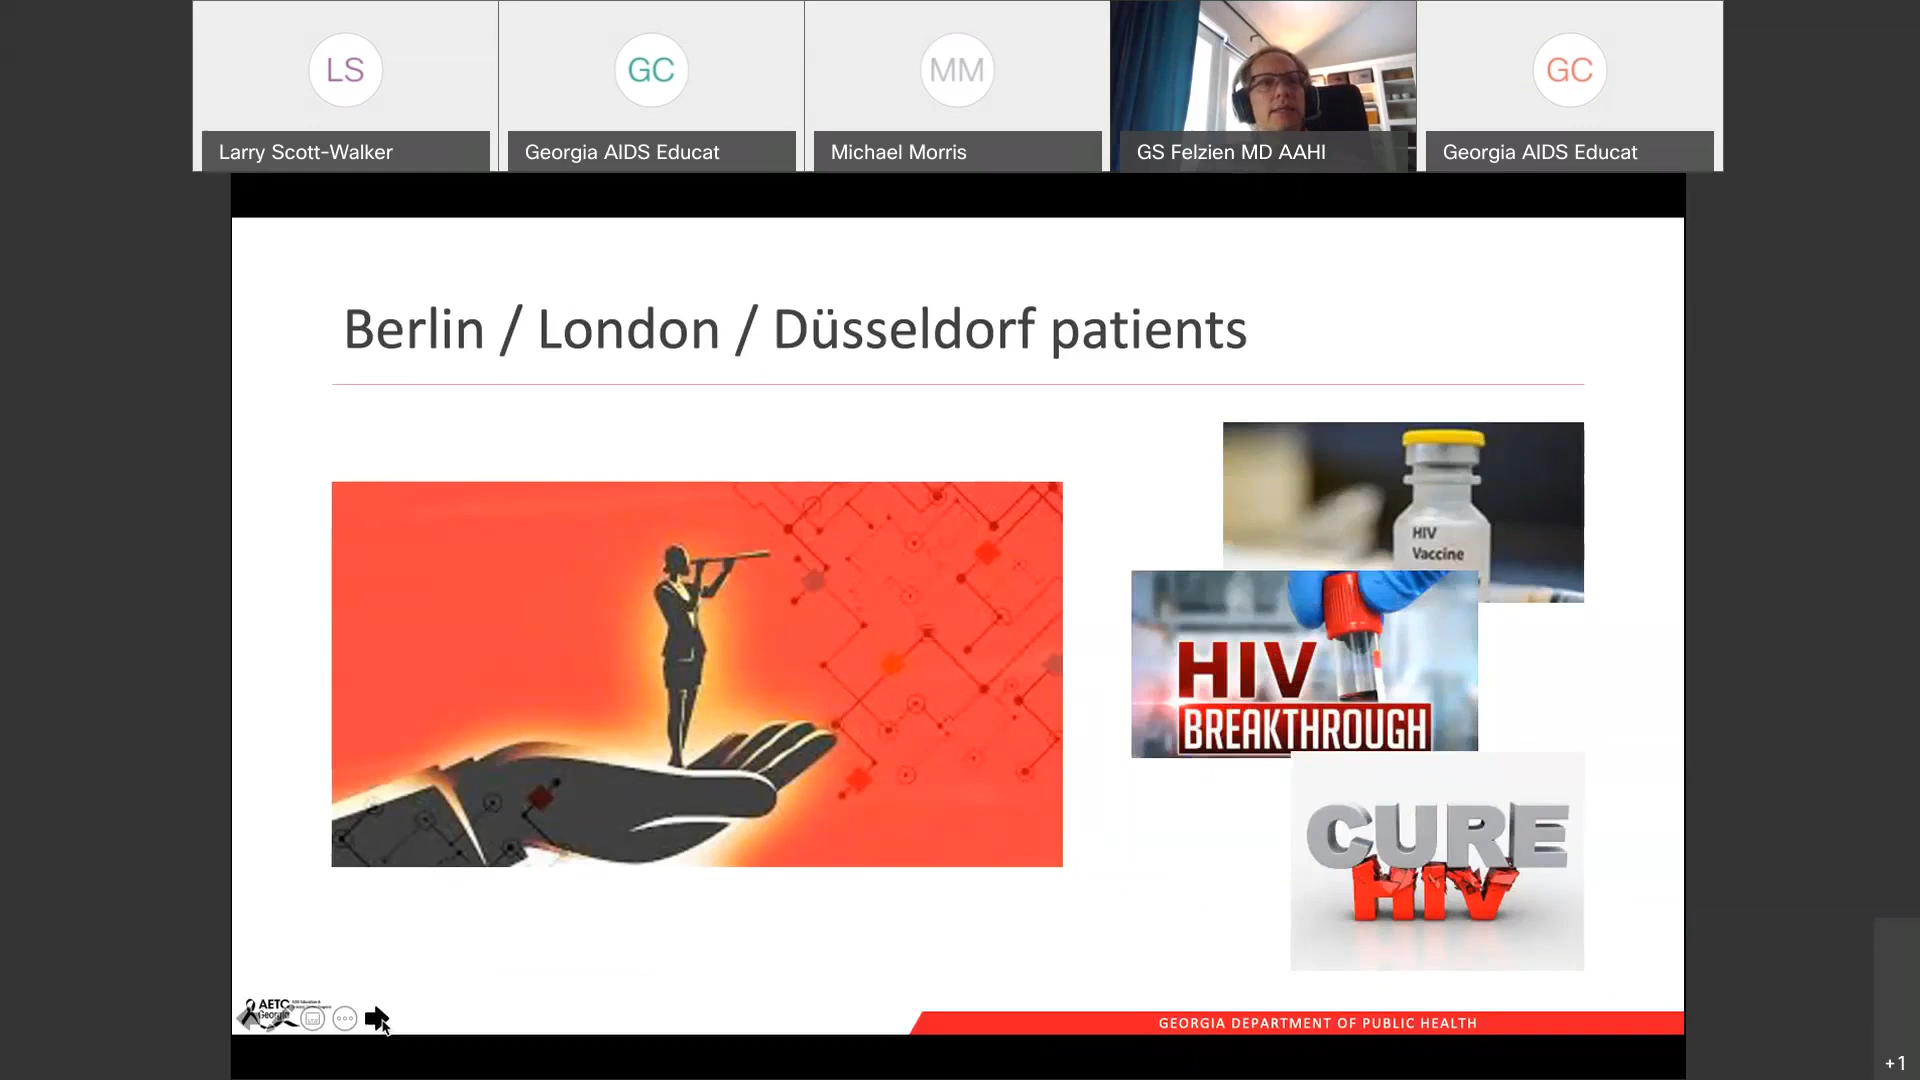 LS
GC
MM
GC
Larry Scott-Walker
Georgia AIDS Educat
Michael Morris
GS Felzien MD AAHI
Georgia AIDS Educat
Berlin / London / Düsseldorf patients
HIV
Vaccine
HIV
BREAKTHROUGH
CURE
HIV
AETC
Georgia
GEORGIA DEPARTMENT OF PUBLIC HEALTH
+1